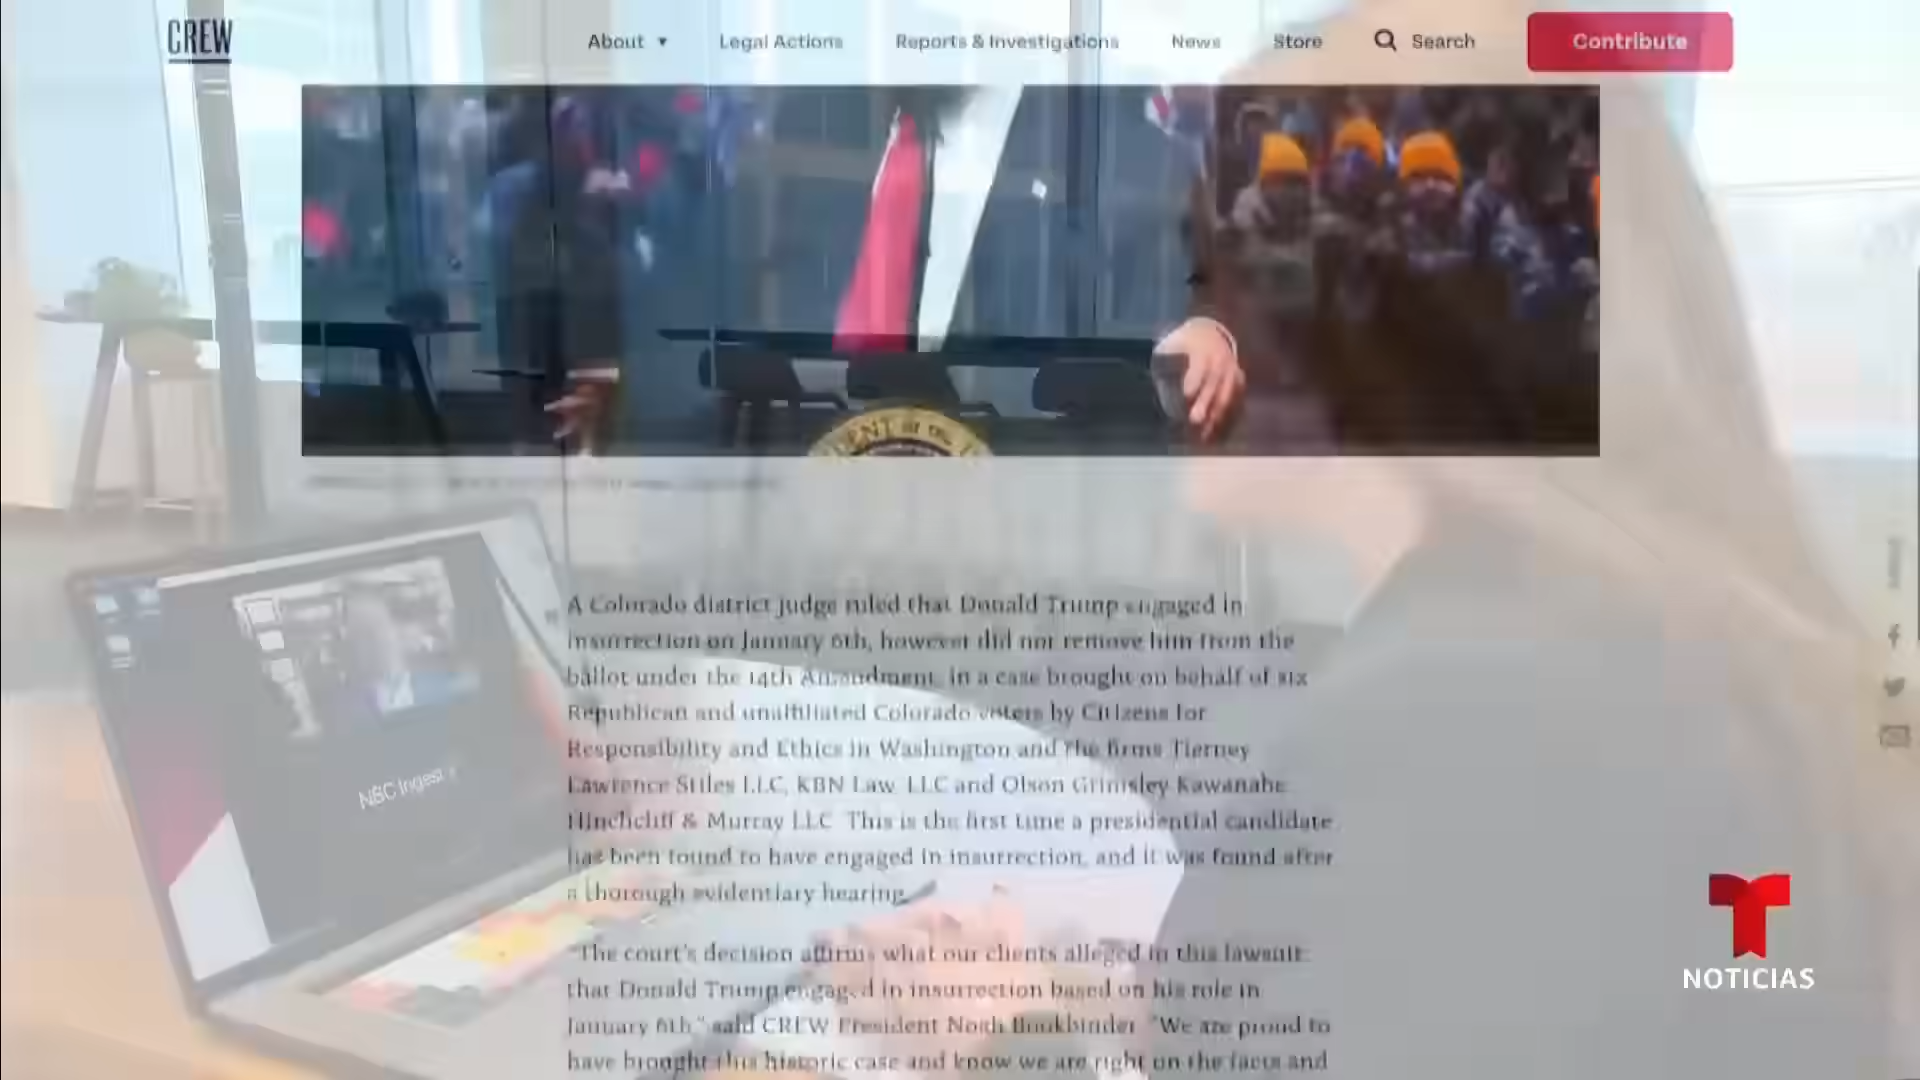 CREW
About
Legal Actions
Reports & Investigations
News
Store
Search
Contribute
ENT OF THE
A Colorado district judge ruled that Donald Trump engaged in
insurrection on January 6th, however did not remove him from the
ballot under the 14th Amendment, in a case brought on behalf of six
Republican and unaffiliated Colorado voters by Citizens for
Responsibility and Ethics in Washington and the firms Tierney
Lawrence Stiles LLC, KBN Law, LLC and Olson Grimsley Kawanabe
Hinchcliff & Murray LLC. This is the first time a presidential candidate
has been found to have engaged in insurrection, and it was found after
a thorough evidentiary hearing.
"The court's decision affirms what our clients alleged in this lawsuit:
that Donald Trump engaged in insurrection based on his role in
January 6th," said CREW President Noah Bookbinder. "We are proud to
have brought this historic case and know we are right on the facts and
NBC Ingest
NOTICIAS